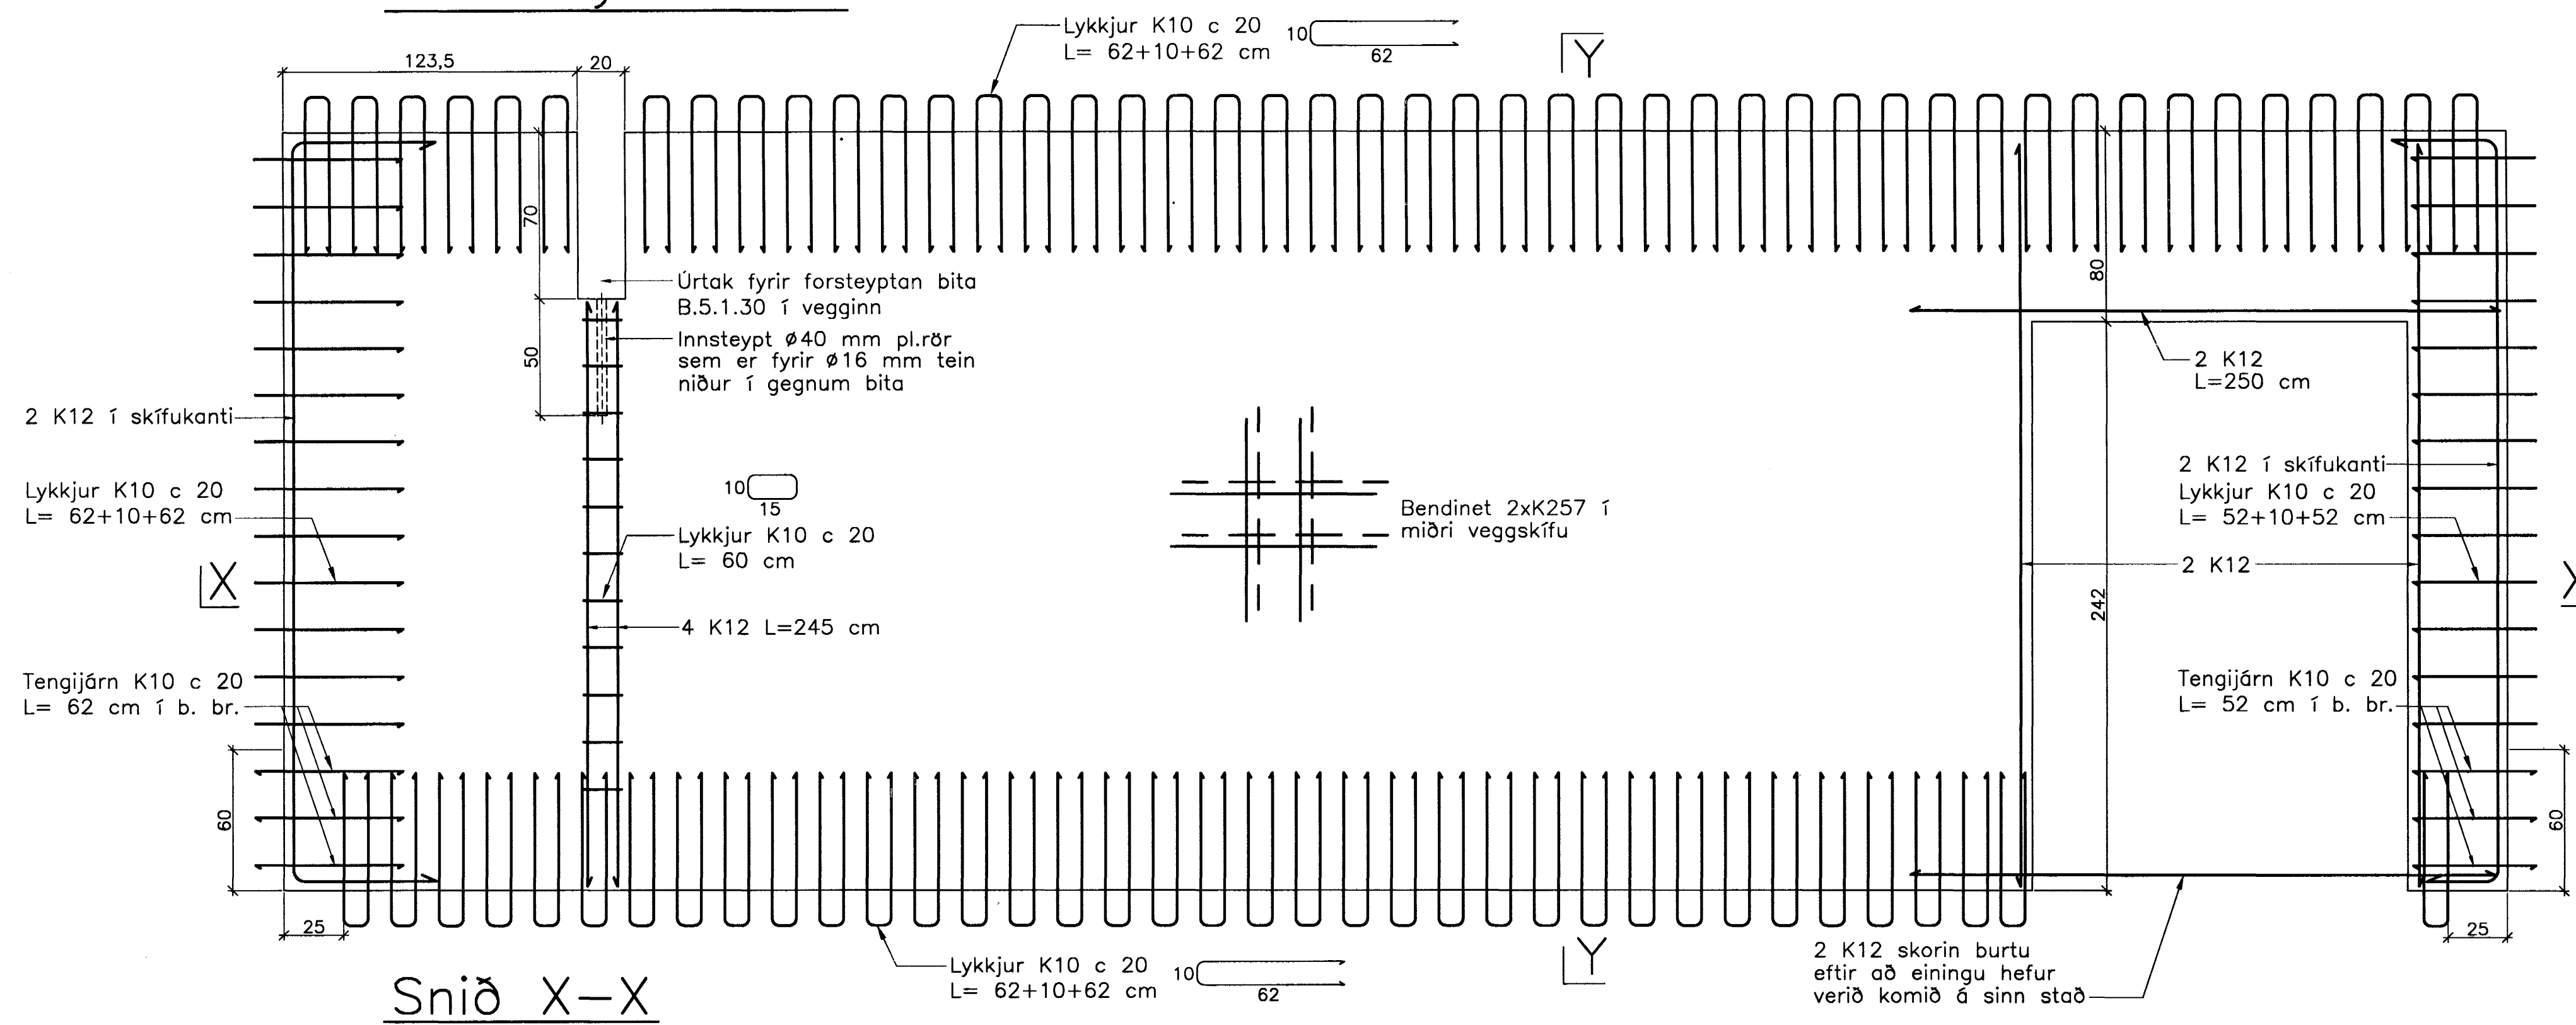 Lykkjur K10 c 20
L= 62+10+62 cm
10
62
Y
123,5
20
70
80
Úrtak fyrir forsteyptan bita
B.5.1.30 í vegginn
50
Innsteypt ø40 mm pl.rör
sem er fyrir ø16 mm tein
niður í gegnum bita
2 K12
L=250 cm
2 K12 í skífukanti
Lykkjur K10 c 20
L= 62+10+62 cm
10
15
Lykkjur K10 c 20
L= 60 cm
Bendinet 2xK257 í
miðri veggskífu
2 K12 í skífukanti
Lykkjur K10 c 20
L= 52+10+52 cm
2 K12
X
X
242
4 K12 L=245 cm
Tengijárn K10 c 20
L= 62 cm í b. br.
Tengijárn K10 c 20
L= 52 cm í b. br.
60
60
25
25
Lykkjur K10 c 20
L= 62+10+62 cm
10
62
Y
2 K12 skorin burtu
eftir að einingu hefur
verið komið á sinn stað
Snið X-X